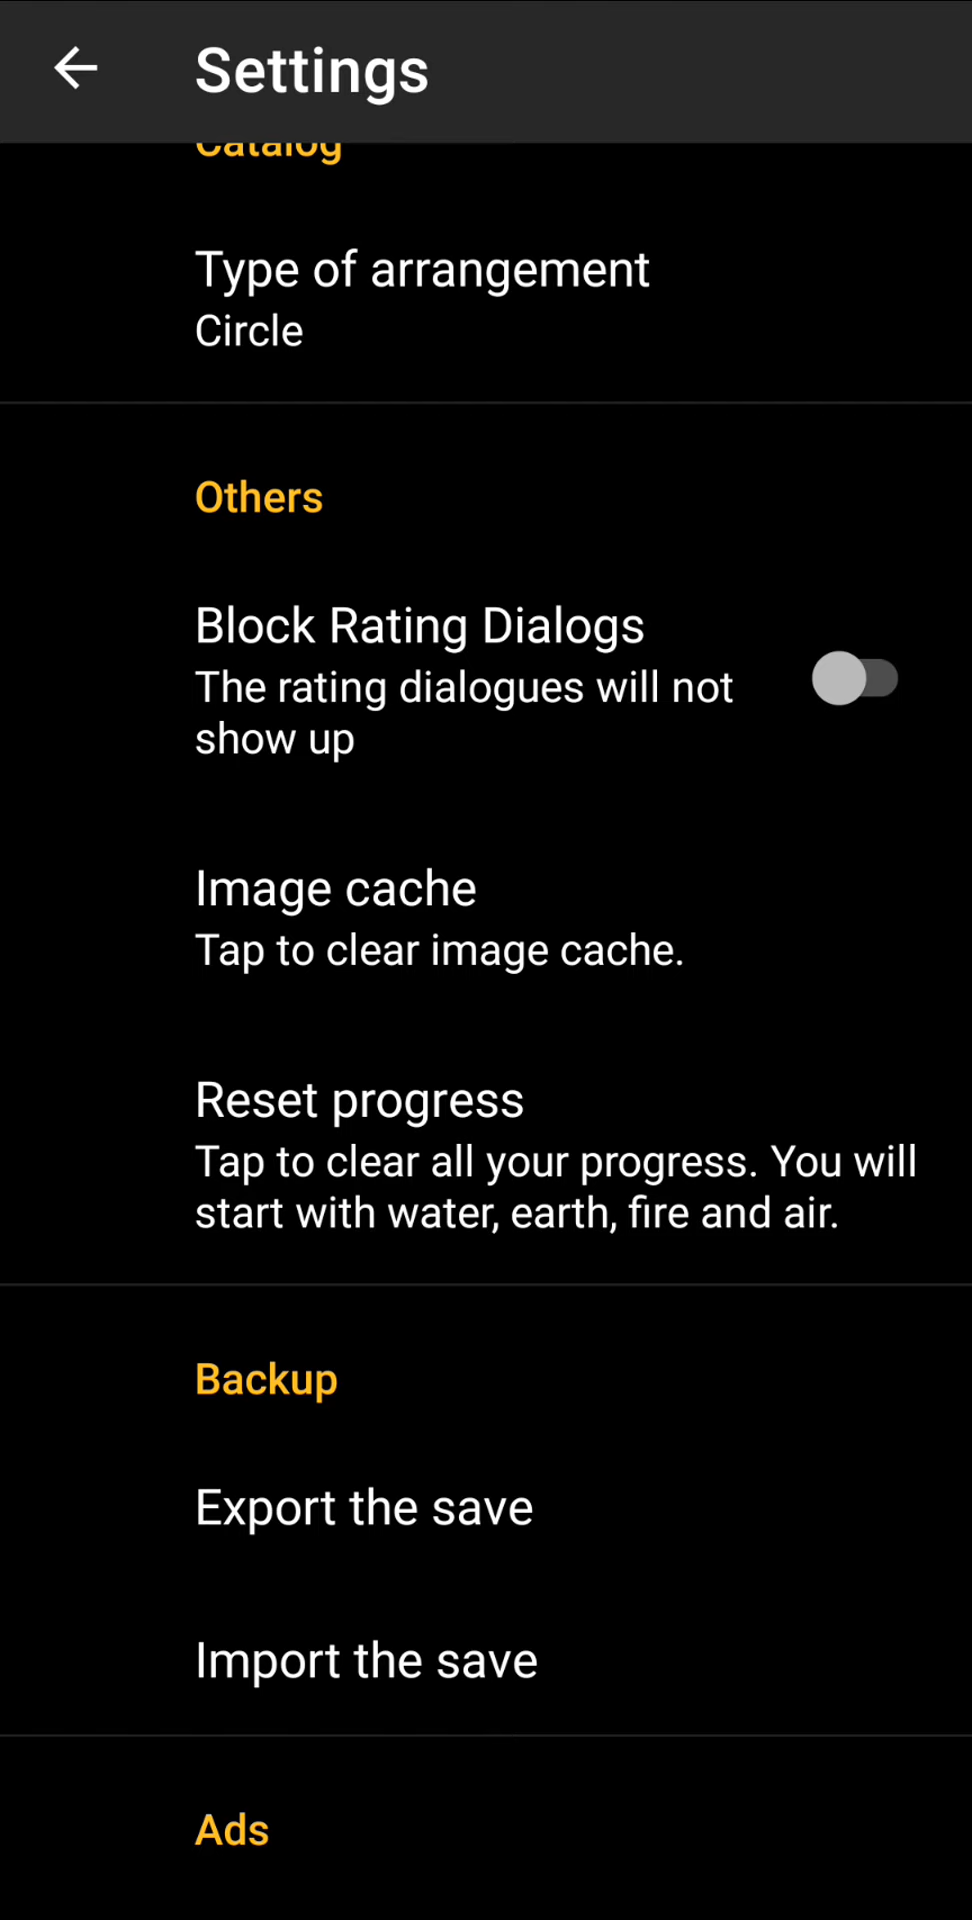 Settings
Catalog
Type of arrangement
Circle
Others
Block Rating Dialogs
The rating dialogues will not
show up
Image cache
Tap to clear image cache.
Reset progress
Tap to clear all your progress. You will
start with water, earth, fire and air.
Backup
Export the save
Import the save
Ads